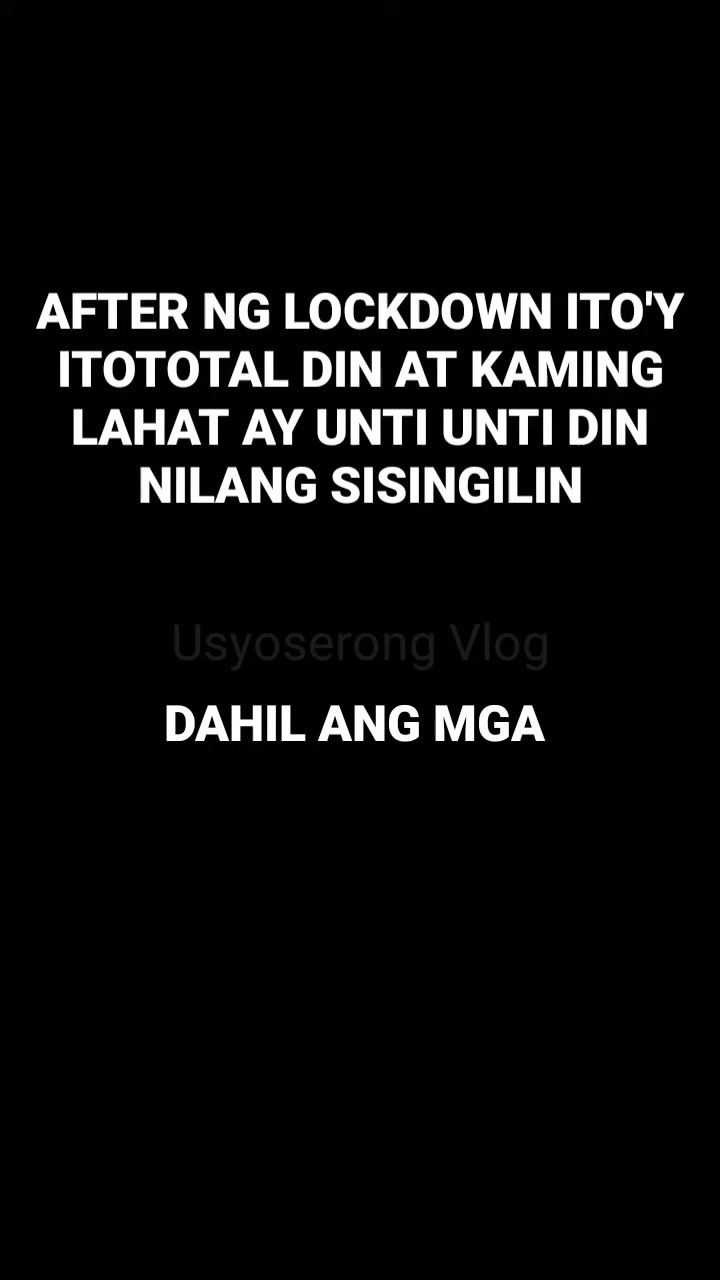 AFTER NG LOCKDOWN ITO'Y
ITOTOTAL DIN AT KAMING
LAHAT AY UNTI UNTI DIN
NILANG SISINGILIN
Usyoserong Vlog
DAHIL ANG MGA